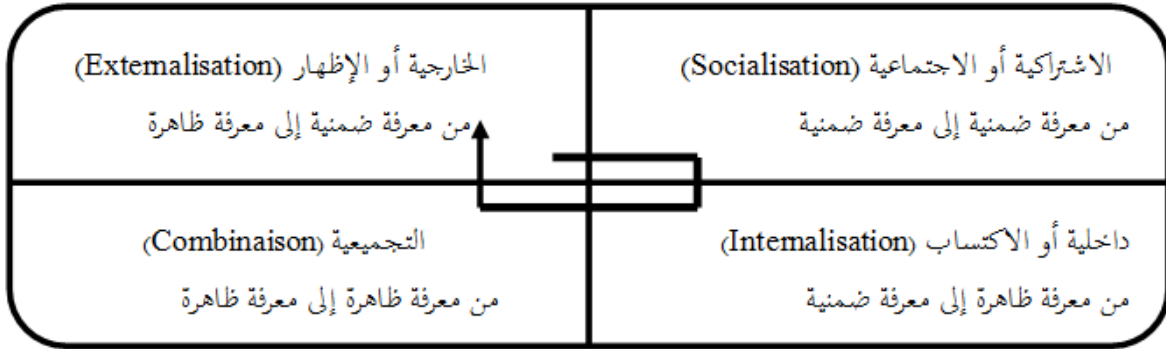 الاشتراكية أو الاجتماعية (Socialisation)
من معرفة ضمنية إلى معرفة ضمنية
الخارجية أو الإظهار (Externalisation)
من معرفة ضمنية إلى معرفة ظاهرة
داخلية أو الاكتساب (Internalisation)
من معرفة ظاهرة إلى معرفة ضمنية
التجميعية (Combinaison)
من معرفة ظاهرة إلى معرفة ظاهرة